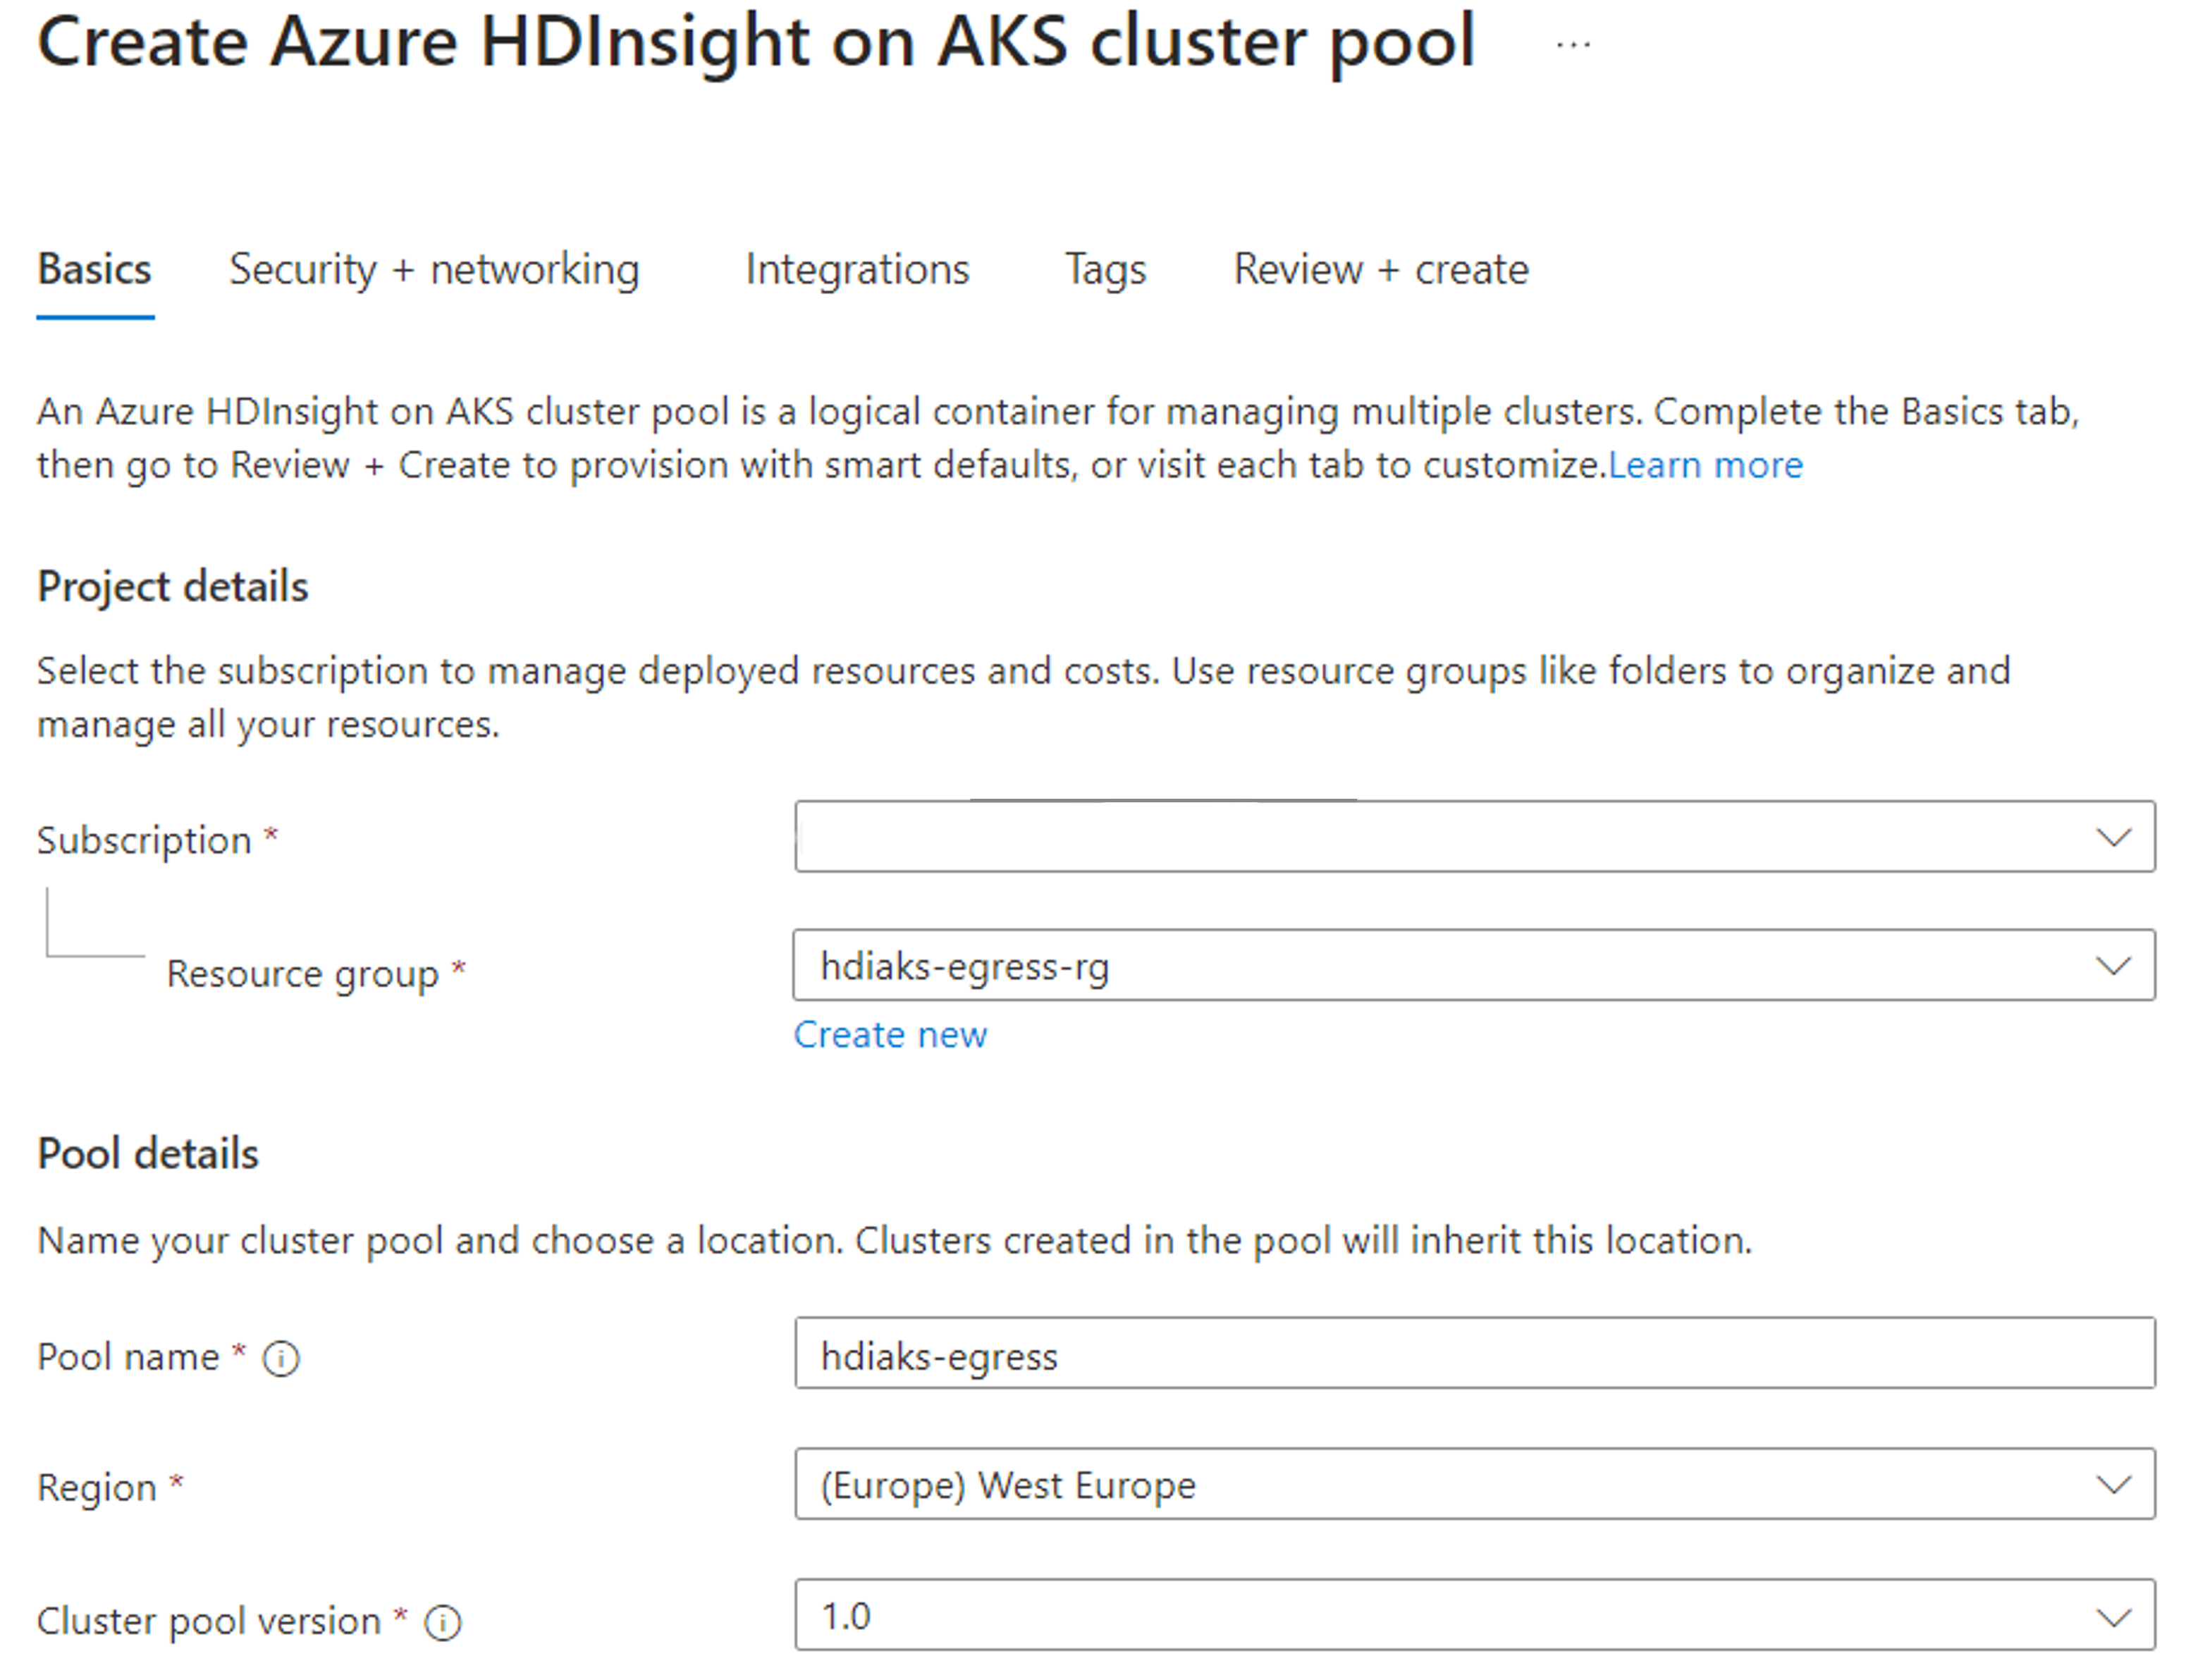 Create Azure HDInsight on AKS cluster pool ...
Basics Security + networking Integrations Tags Review + create
An Azure HDInsight on AKS cluster pool is a logical container for managing multiple clusters. Complete the Basics tab,
then go to Review + Create to provision with smart defaults, or visit each tab to customize.Learn more
Project details
Select the subscription to manage deployed resources and costs. Use resource groups like folders to organize and
manage all your resources.
Subscription *
Resource group * hdiaks-egress-rg
Create new
Pool details
Name your cluster pool and choose a location. Clusters created in the pool will inherit this location.
Pool name * hdiaks-egress
Region * (Europe) West Europe
Cluster pool version * 1.0